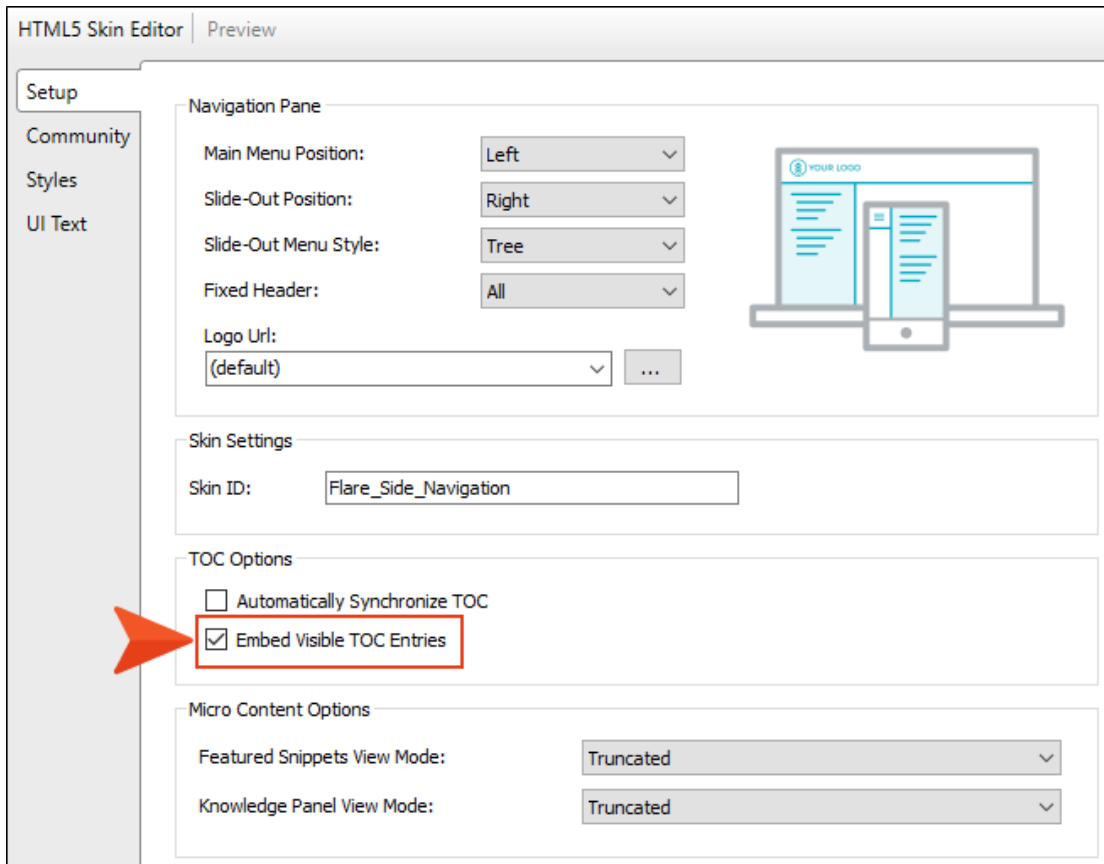 HTML5 Skin Editor Preview
Setup
Community
Styles
UI Text
Navigation Pane
Main Menu Position: Left
Slide-Out Position: Right
Slide-Out Menu Style: Tree
Fixed Header: All
Logo Url:
(default) ...
YOUR LOGO
Skin Settings
Skin ID: Flare_Side_Navigation
TOC Options
Automatically Synchronize TOC
Embed Visible TOC Entries
Micro Content Options
Featured Snippets View Mode: Truncated
Knowledge Panel View Mode: Truncated